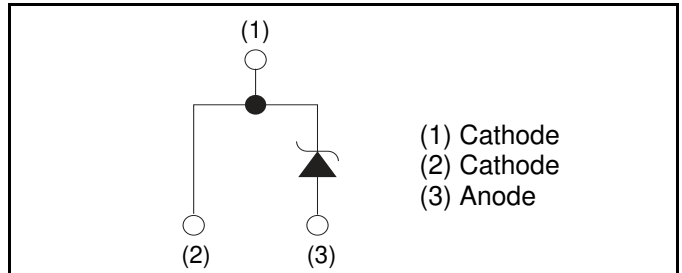 (1)
(1) Cathode
(2) Cathode
(3) Anode
(2) (3)